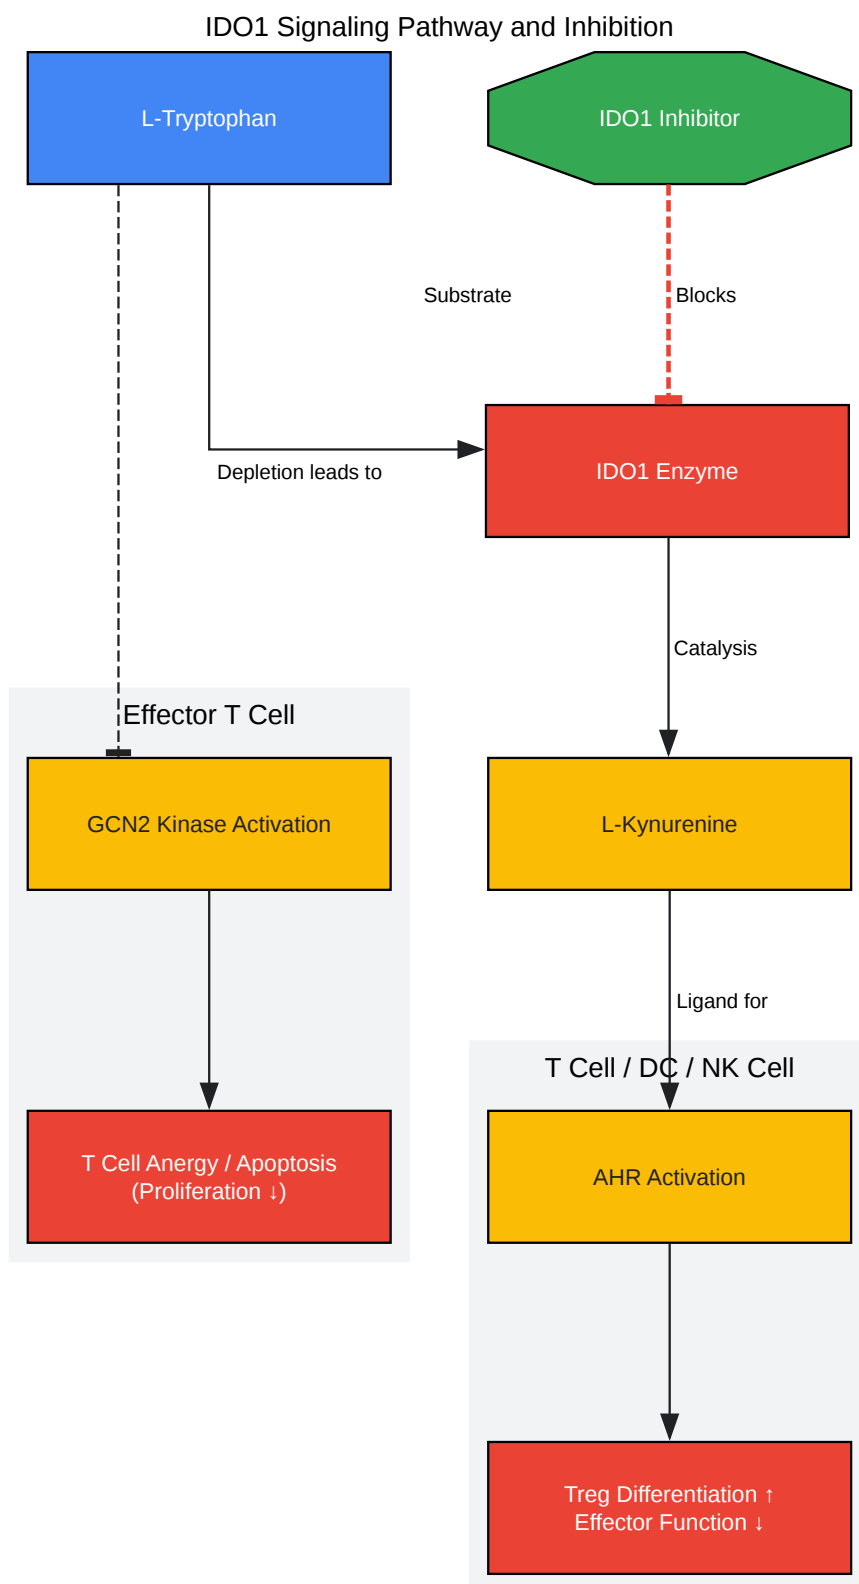 IDO1 Signaling Pathway and Inhibition
L-Tryptophan
IDO1 Inhibitor
Substrate
Blocks
Depletion leads to
IDO1 Enzyme
Catalysis
Effector T Cell
GCN2 Kinase Activation
L-Kynurenine
Ligand for
T Cell / DC / NK Cell
T Cell Anergy / Apoptosis
(Proliferation ↓)
AHR Activation
Treg Differentiation ↑
Effector Function ↓